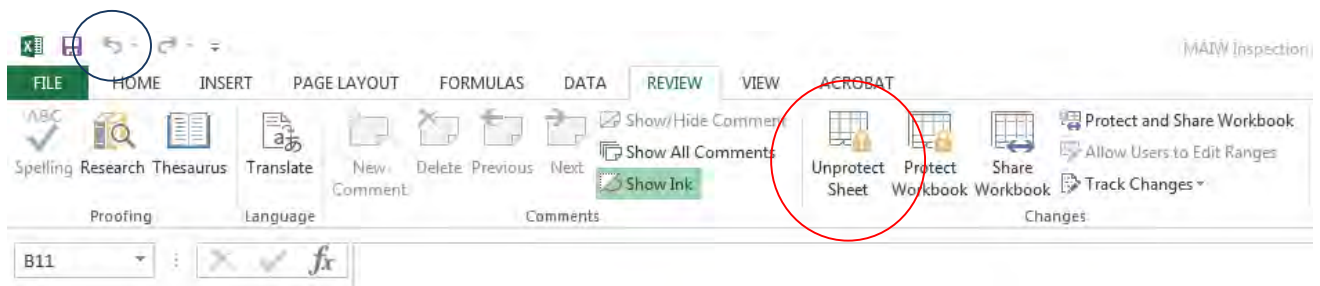 MAIW Inspection
FILE HOME INSERT PAGE LAYOUT FORMULAS DATA REVIEW VIEW ACROBAT
ABC
Spelling Research Thesaurus
Translate
New Comment
Delete Previous Next
Show/Hide Comment
Show All Comments
Show Ink
Unprotect Sheet
Protect Workbook
Share Workbook
Protect and Share Workbook
Allow Users to Edit Ranges
Track Changes
Proofing Language Comments Changes
B11 fx